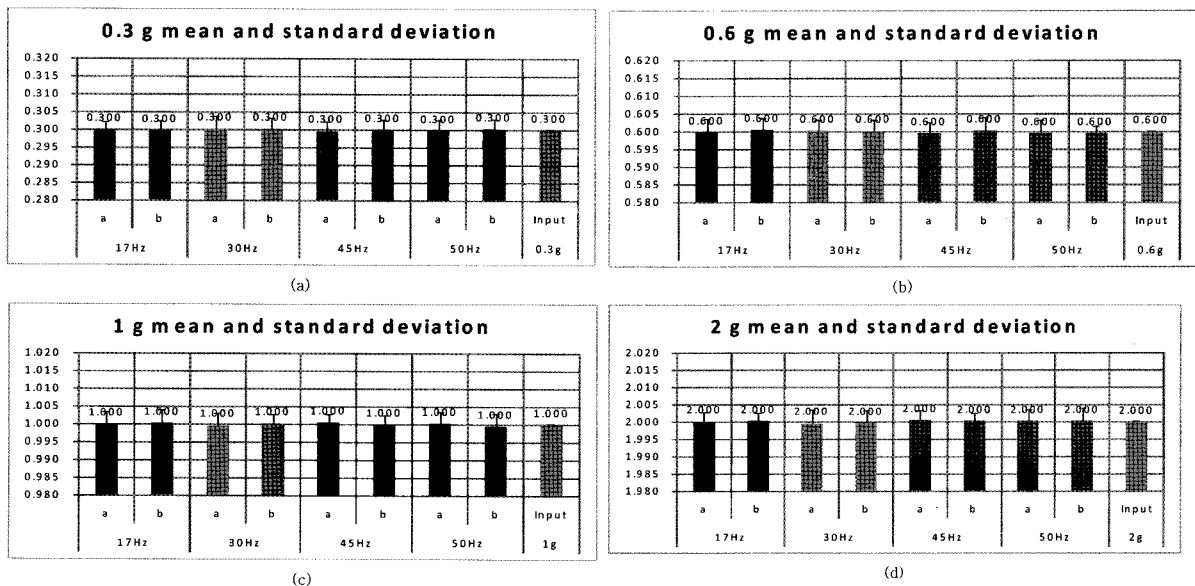 0.3 g mean and standard deviation
0.320
0.315
0.310
0.305
0.300
0.295
0.290
0.285
0.280
0.300 0.300 0.300 0.300 0.300 0.300 0.300 0.300 0.300
a b a b a b a b Input
17Hz 30Hz 45Hz 50Hz 0.3g
(a)
0.6 g mean and standard deviation
0.620
0.615
0.610
0.605
0.600
0.595
0.590
0.585
0.580
0.600 0.600 0.600 0.600 0.600 0.600 0.600 0.600 0.600
a b a b a b a b Input
17Hz 30Hz 45Hz 50Hz 0.6g
(b)
1 g mean and standard deviation
1.020
1.015
1.010
1.005
1.000
0.995
0.990
0.985
0.980
1.000 1.000 1.000 1.000 1.000 1.000 1.000 1.000 1.000
a b a b a b a b Input
17Hz 30Hz 45Hz 50Hz 1g
(c)
2 g mean and standard deviation
2.020
2.015
2.010
2.005
2.000
1.995
1.990
1.985
1.980
2.000 2.000 2.000 2.000 2.000 2.000 2.000 2.000 2.000
a b a b a b a b Input
17Hz 30Hz 45Hz 50Hz 2g
(d)